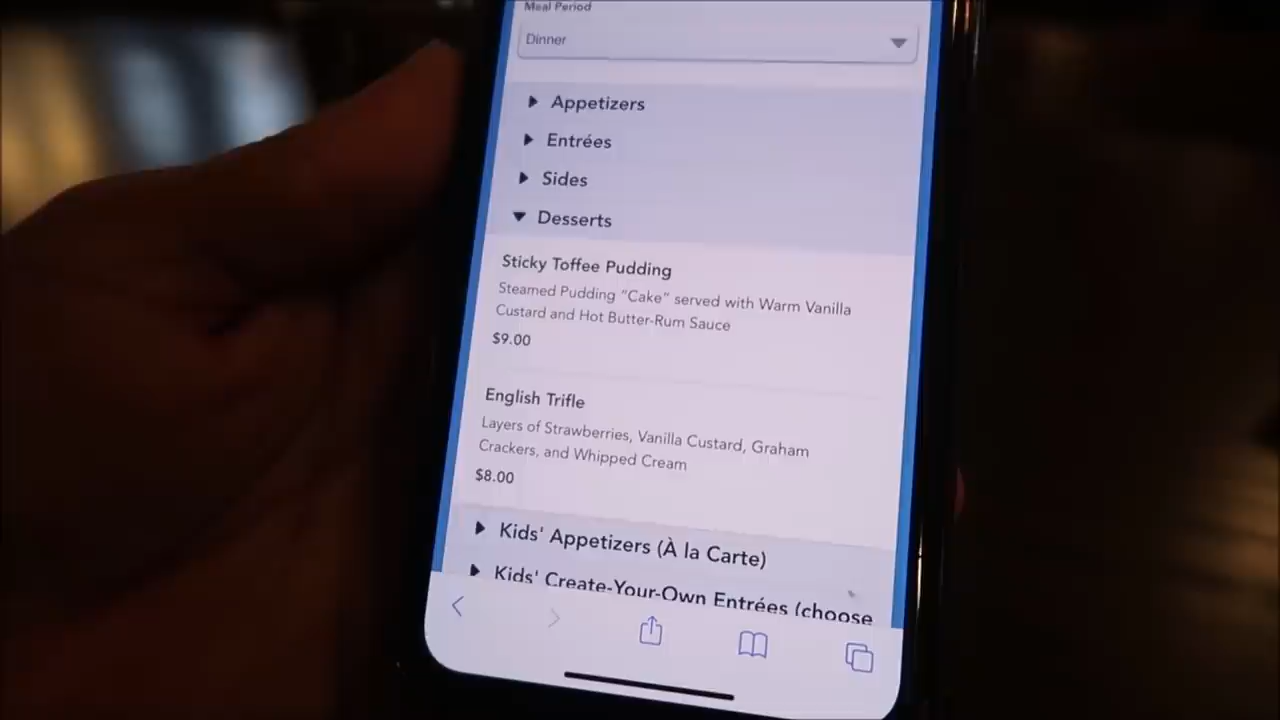 Meal Period
Dinner
Appetizers
Entrées
Sides
Desserts
Sticky Toffee Pudding
Steamed Pudding “Cake” served with Warm Vanilla
Custard and Hot Butter-Rum Sauce
$9.00
English Trifle
Layers of Strawberries, Vanilla Custard, Graham
Crackers, and Whipped Cream
$8.00
Kids' Appetizers (À la Carte)
Kids' Create-Your-Own Entrées (choose